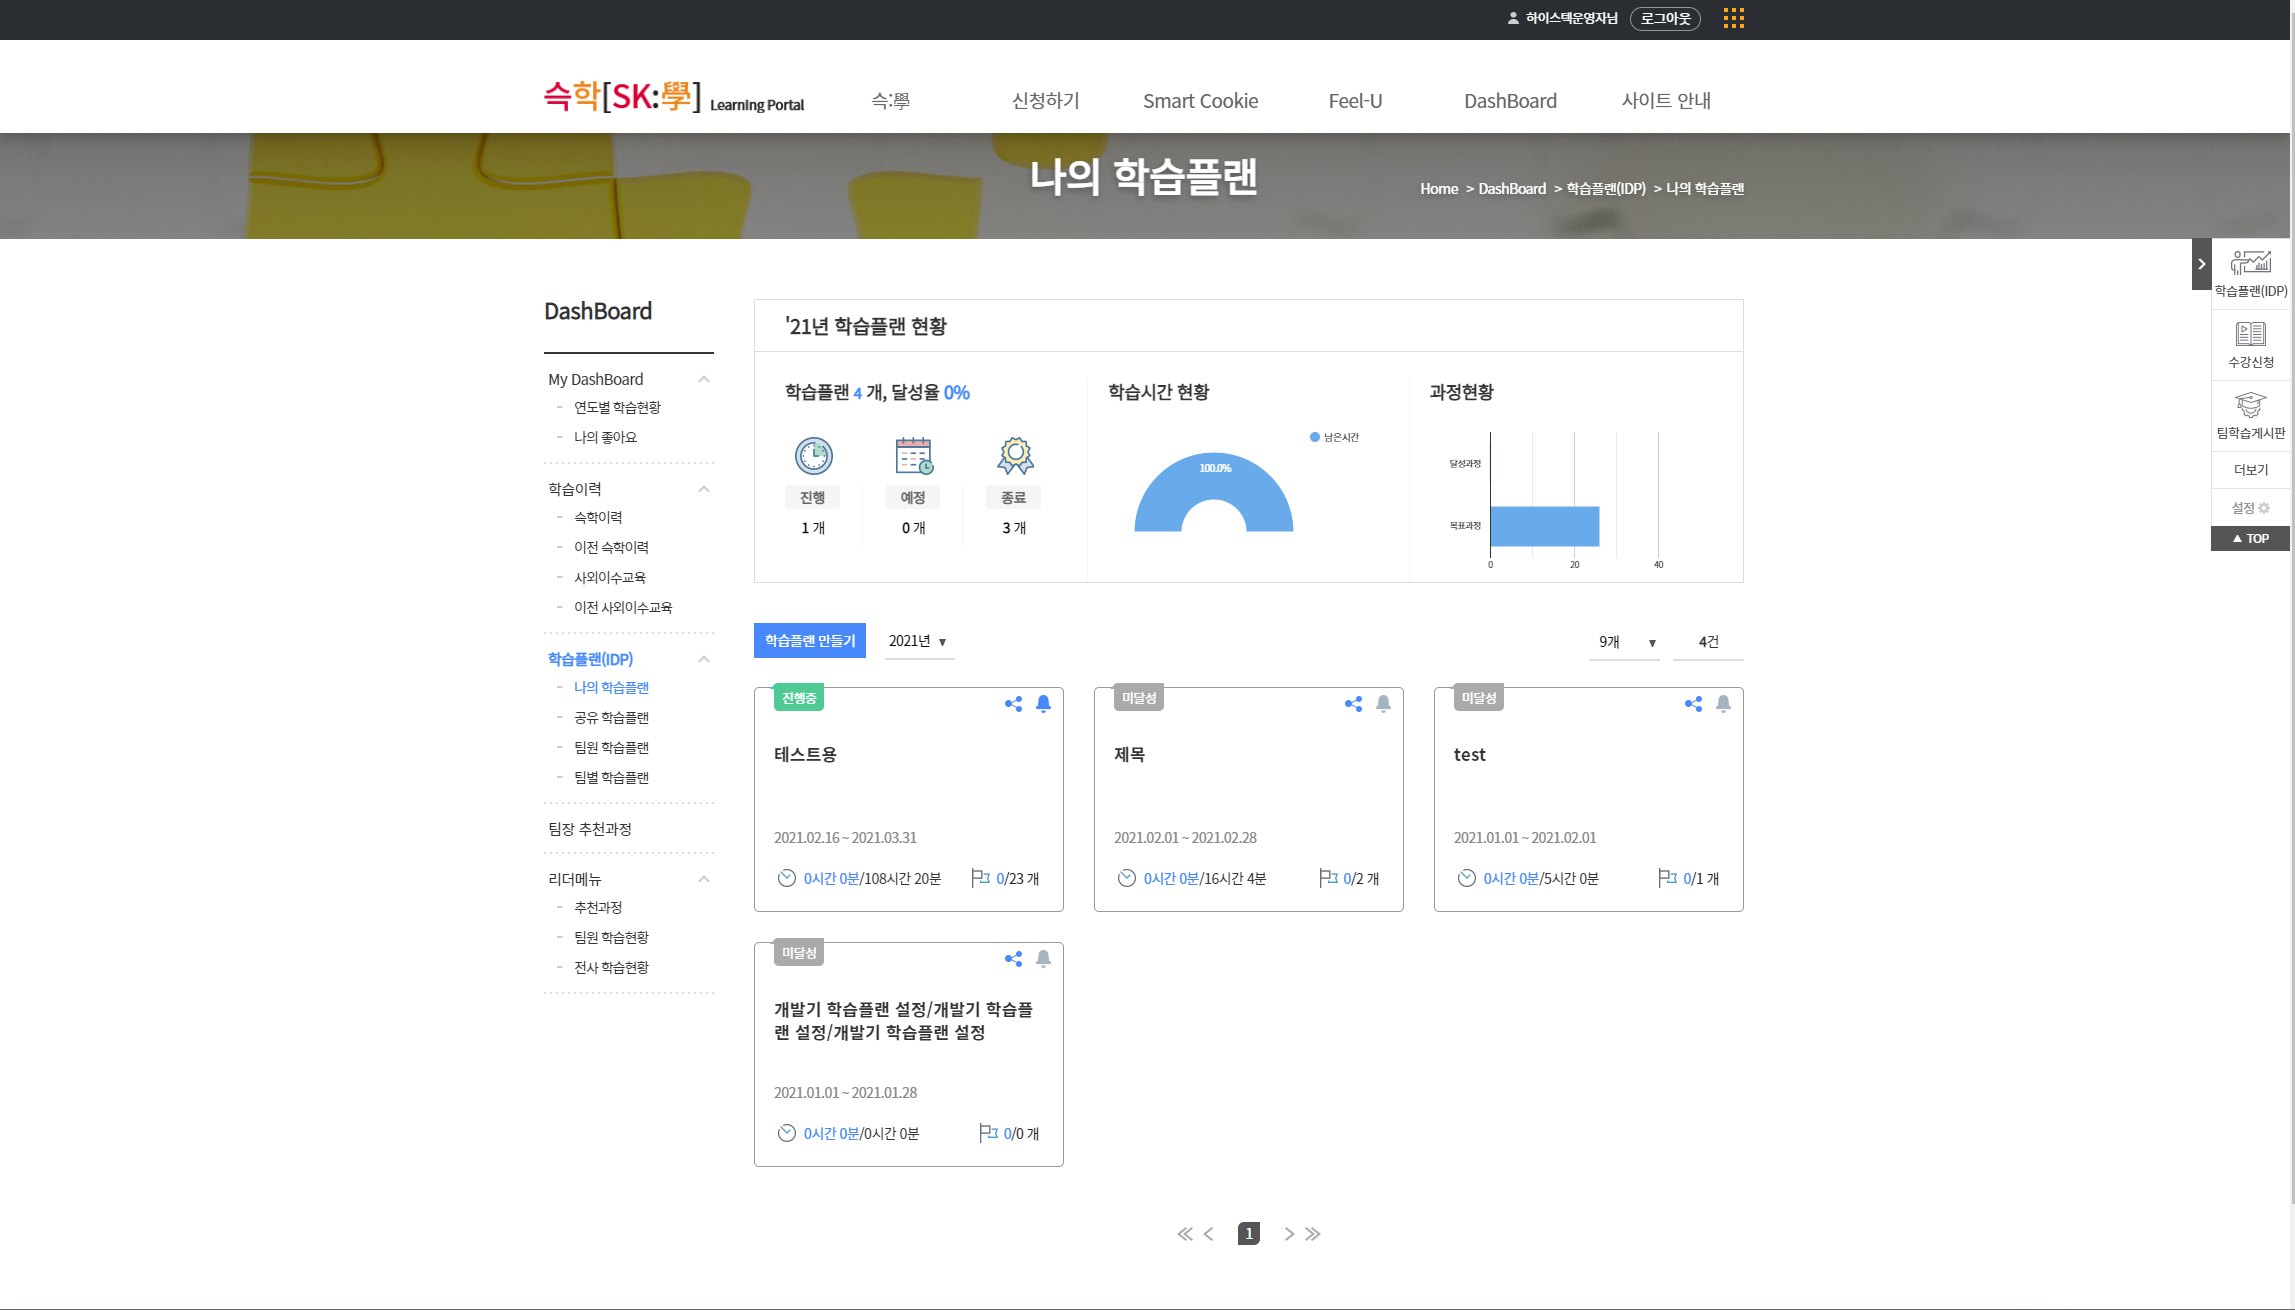 하이스텍운영자님 로그아웃
슥학[SK:學] Learning Portal 슥:學 신청하기 Smart Cookie Feel-U DashBoard 사이트 안내
나의 학습플랜
Home > DashBoard > 학습플랜(IDP) > 나의 학습플랜
DashBoard
My DashBoard
- 연도별 학습현황
- 나의 좋아요
학습이력
- 슥학이력
- 이전 슥학이력
- 사외이수교육
- 이전 사외이수교육
학습플랜(IDP)
- 나의 학습플랜
- 공유 학습플랜
- 팀원 학습플랜
- 팀별 학습플랜
팀장 추천과정
리더메뉴
- 추천과정
- 팀원 학습현황
- 전사 학습현황
'21년 학습플랜 현황
학습플랜 4 개, 달성율 0%
진행 예정 종료
1 개 0 개 3 개
학습시간 현황
남은시간
100.0%
과정현황
달성과정
목표과정
0 20 40
학습플랜 만들기 2021년 ▼ 9개 ▼ 4건
진행중
테스트용
2021.02.16 ~ 2021.03.31
0시간 0분/108시간 20분 0/23 개
미달성
제목
2021.02.01 ~ 2021.02.28
0시간 0분/16시간 4분 0/2 개
미달성
test
2021.01.01 ~ 2021.02.01
0시간 0분/5시간 0분 0/1 개
미달성
개발기 학습플랜 설정/개발기 학습플
랜 설정/개발기 학습플랜 설정
2021.01.01 ~ 2021.01.28
0시간 0분/0시간 0분 0/0 개
1
학습플랜(IDP)
수강신청
팀학습게시판
더보기
설정
▲ TOP